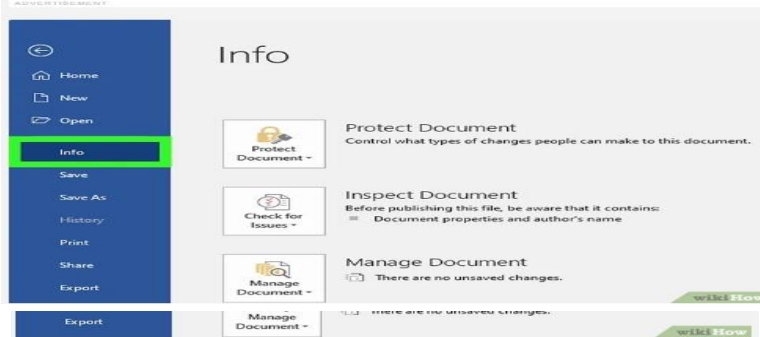 ADVERTISEMENT
Info
Home
New
Open
Info
Save
Save As
History
Print
Share
Export
Protect
Document
Protect Document
Control what types of changes people can make to this document.
Check for
Issues
Inspect Document
Before publishing this file, be aware that it contains:
Document properties and author's name
Manage
Document
Manage Document
There are no unsaved changes.
wikiHow
Export
Manage
Document
There are no unsaved changes.
wikiHow